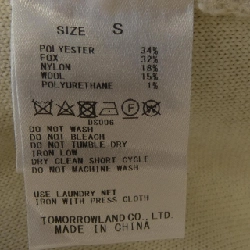 SIZE S
POLYESTER 34%
FOX 32%
NYLON 18%
WOOL 15%
POLYURETHANE 1%
DO NOT WASH
DO NOT BLEACH
DO NOT TUMBLE DRY
IRON LOW
DRY CLEAN SHORT CYCLE
DO NOT MACHINE WASH
USE LAUNDRY NET
IRON WITH PRESS CLOTH
TOMORROWLAND CO., LTD.
MADE IN CHINA